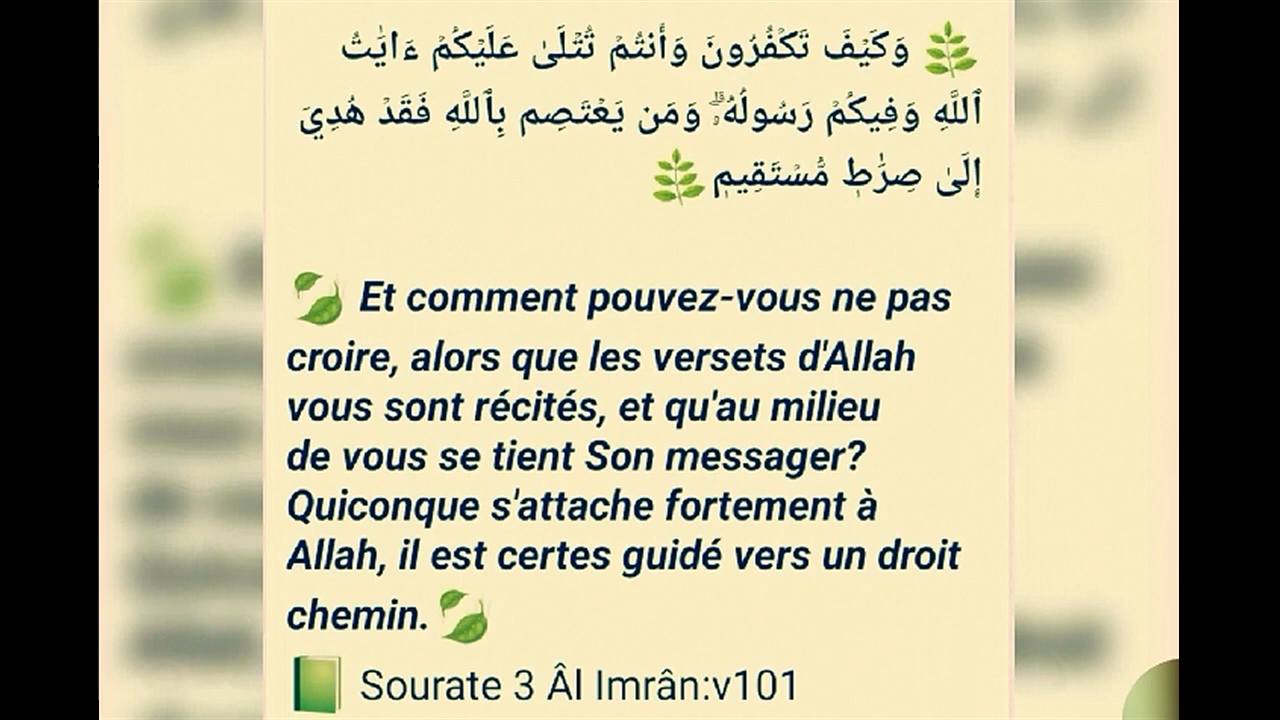 وَكَيۡفَ تَكۡفُرُونَ وَأَنتُمۡ تُتۡلَىٰ عَلَيۡكُمۡ ءَايَٰتُ
ٱللَّهِ وَفِيكُمۡ رَسُولُهُۥۗ وَمَن يَعۡتَصِم بِٱللَّهِ فَقَدۡ هُدِيَ
إِلَىٰ صِرَٰطٖ مُّسۡتَقِيمٖ
Et comment pouvez-vous ne pas
croire, alors que les versets d'Allah
vous sont récités, et qu'au milieu
de vous se tient Son messager?
Quiconque s'attache fortement à
Allah, il est certes guidé vers un droit
chemin.
Sourate 3 Âl Imrân:v101